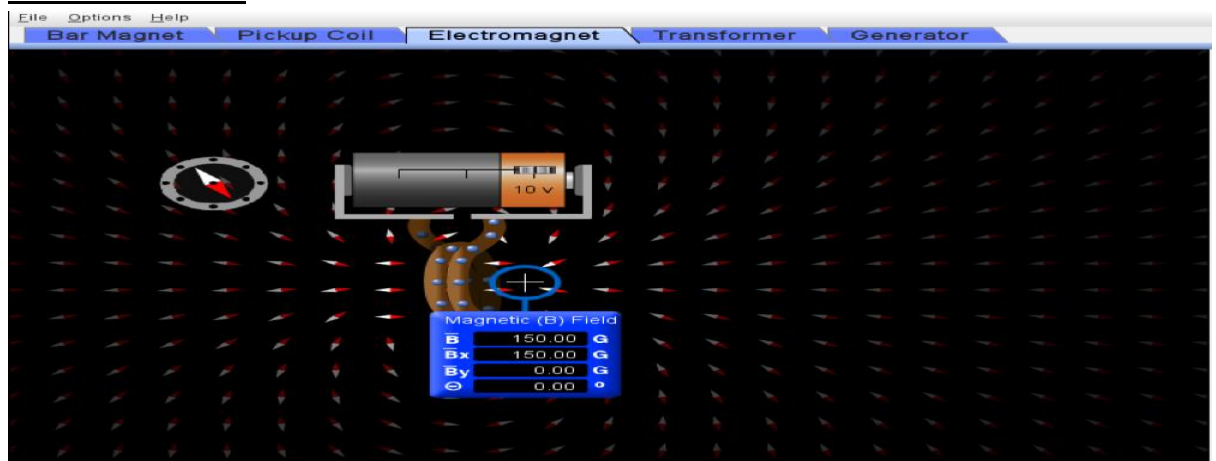 File Options Help
Bar Magnet Pickup Coil Electromagnet Transformer Generator
10 v
Magnetic (B) Field
B 150.00 G
Bx 150.00 G
By 0.00 G
Θ 0.00 °